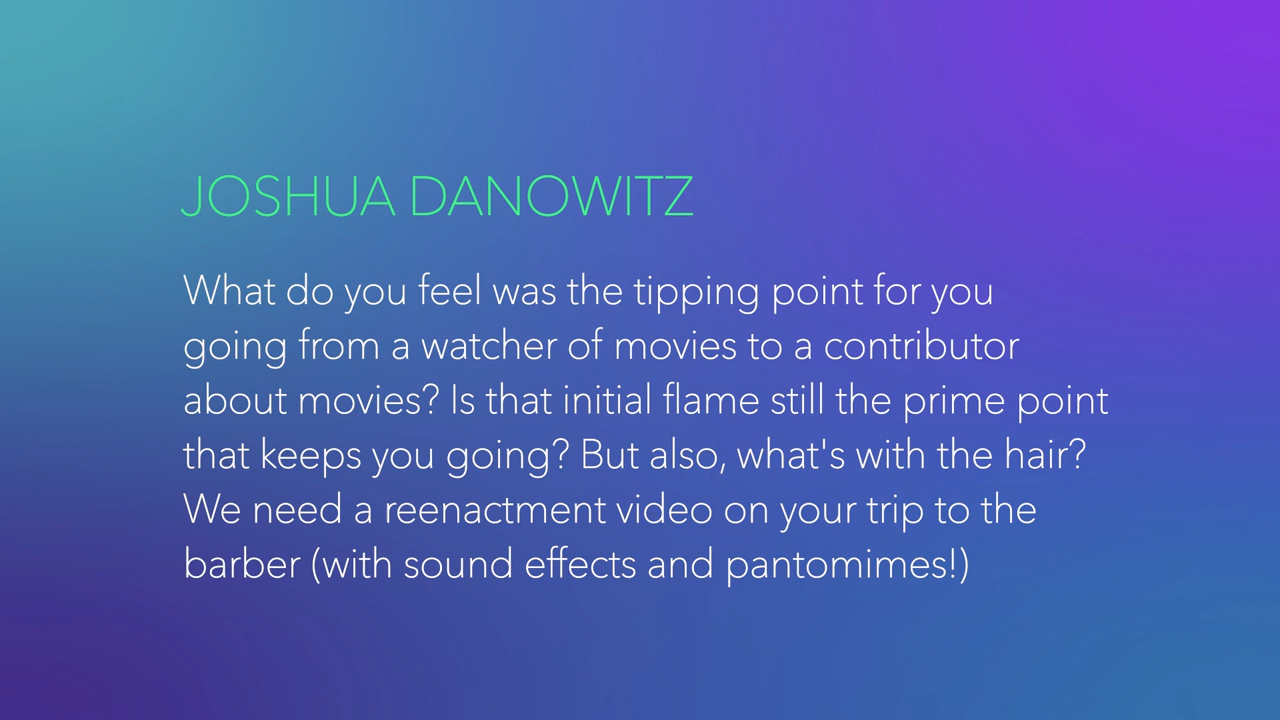 JOSHUA DANOWITZ
What do you feel was the tipping point for you
going from a watcher of movies to a contributor
about movies? Is that initial flame still the prime point
that keeps you going? But also, what's with the hair?
We need a reenactment video on your trip to the
barber (with sound effects and pantomimes!)